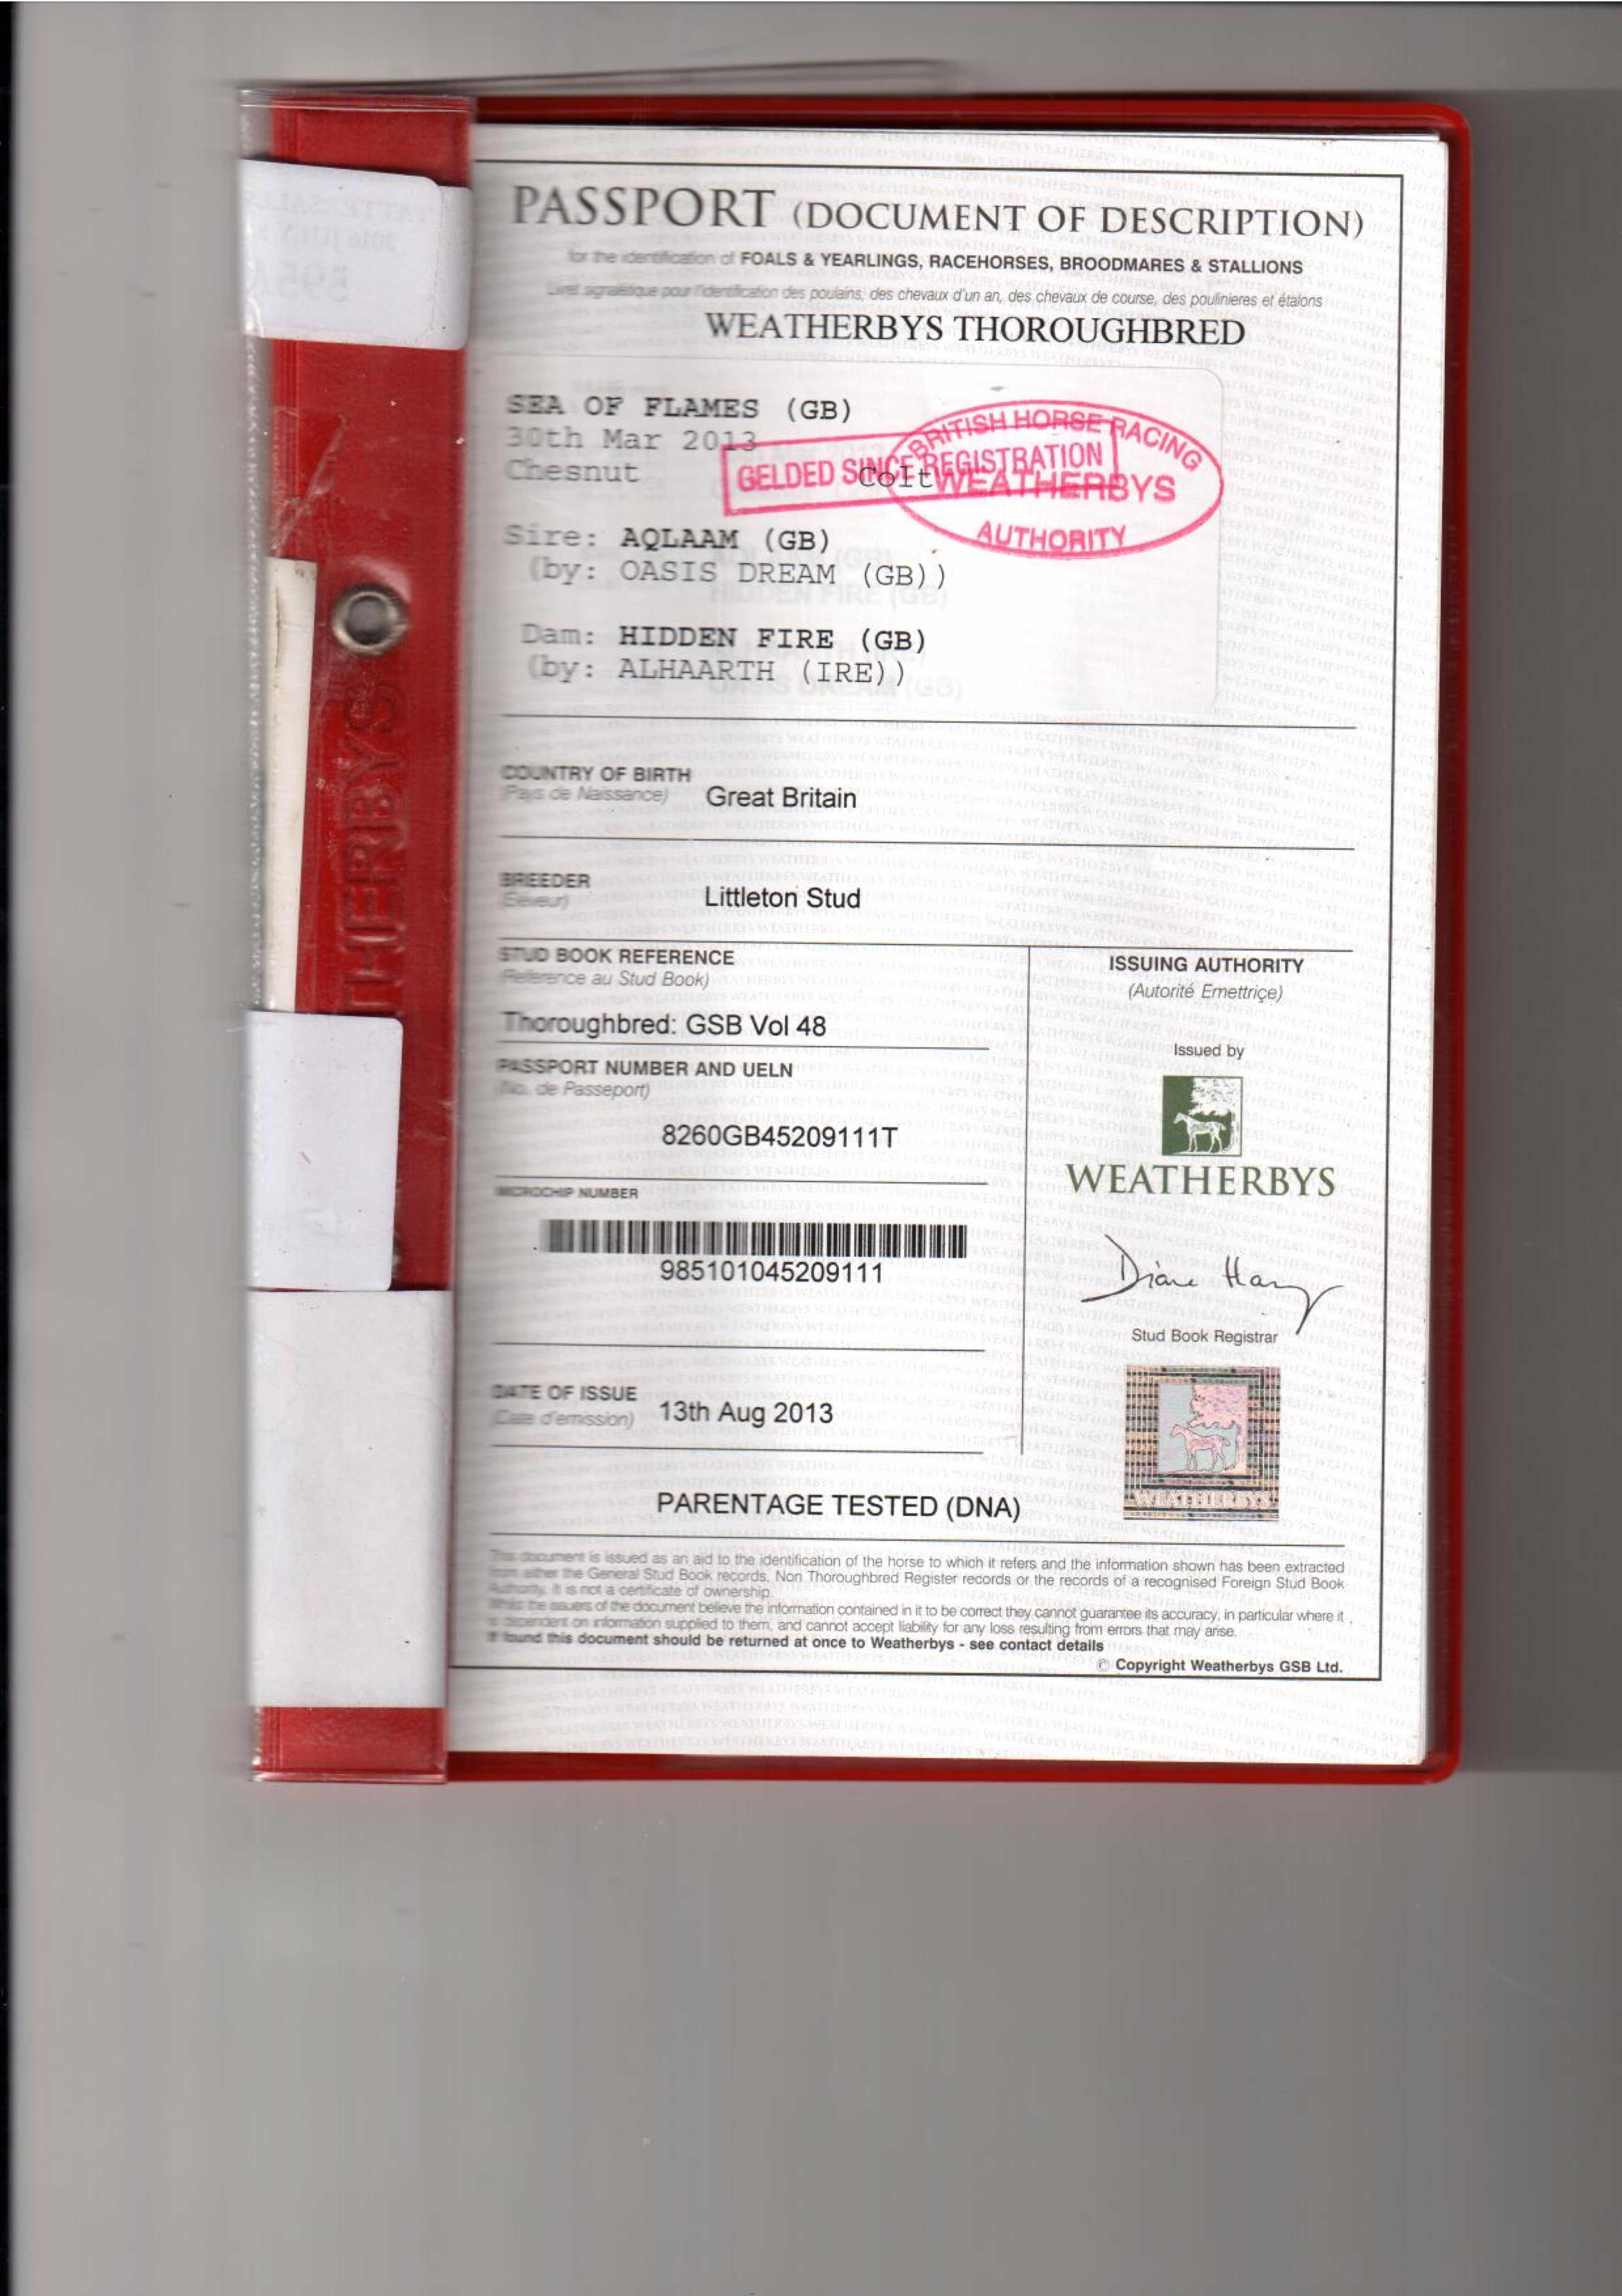 PASSPORT (DOCUMENT OF DESCRIPTION)
for the identification of FOALS & YEARLINGS, RACEHORSES, BROODMARES & STALLIONS
Livret signalétique pour l'identification des poulains, des chevaux d'un an, des chevaux de course, des poulinieres et étalons
WEATHERBYS THOROUGHBRED
SEA OF FLAMES (GB)
30th Mar 2013
Chesnut
Colt
GELDED SINCE REGISTRATION
BRITISH HORSE RACING
WEATHERBYS
AUTHORITY
Sire: AQLAAM (GB)
(by: OASIS DREAM (GB))
Dam: HIDDEN FIRE (GB)
(by: ALHAARTH (IRE))
COUNTRY OF BIRTH
(Pays de Naissance)
Great Britain
BREEDER
(Eleveur)
Littleton Stud
STUD BOOK REFERENCE
(Reference au Stud Book)
Thoroughbred: GSB Vol 48
PASSPORT NUMBER AND UELN
(No. de Passeport)
8260GB45209111T
MICROCHIP NUMBER
985101045209111
DATE OF ISSUE
(Date d'emission)
13th Aug 2013
ISSUING AUTHORITY
(Autorité Emettriçe)
Issued by
WEATHERBYS
Diane Han
Stud Book Registrar
WEATHERBYS
PARENTAGE TESTED (DNA)
This document is issued as an aid to the identification of the horse to which it refers and the information shown has been extracted
from either the General Stud Book records, Non Thoroughbred Register records or the records of a recognised Foreign Stud Book
Authority. It is not a certificate of ownership.
Whilst the issuers of the document believe the information contained in it to be correct they cannot guarantee its accuracy, in particular where it
is dependent on information supplied to them, and cannot accept liability for any loss resulting from errors that may arise.
If found this document should be returned at once to Weatherbys - see contact details
© Copyright Weatherbys GSB Ltd.
THERBYS